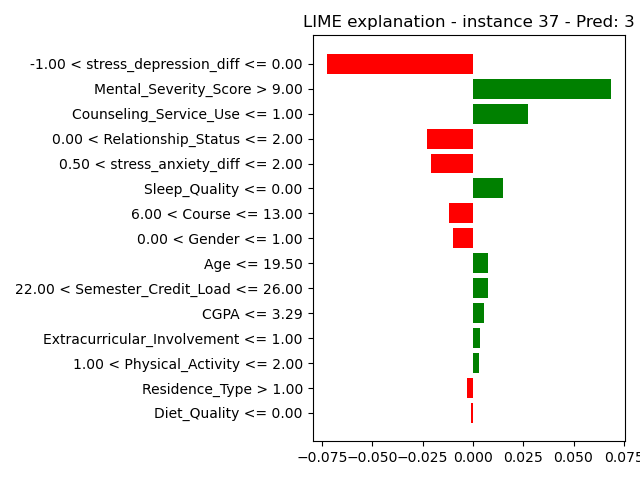 LIME explanation - instance 37 - Pred: 3
-1.00 < stress_depression_diff <= 0.00
Mental_Severity_Score > 9.00
Counseling_Service_Use <= 1.00
0.00 < Relationship_Status <= 2.00
0.50 < stress_anxiety_diff <= 2.00
Sleep_Quality <= 0.00
6.00 < Course <= 13.00
0.00 < Gender <= 1.00
Age <= 19.50
22.00 < Semester_Credit_Load <= 26.00
CGPA <= 3.29
Extracurricular_Involvement <= 1.00
1.00 < Physical_Activity <= 2.00
Residence_Type > 1.00
Diet_Quality <= 0.00
−0.075 −0.050 −0.025 0.000 0.025 0.050 0.075